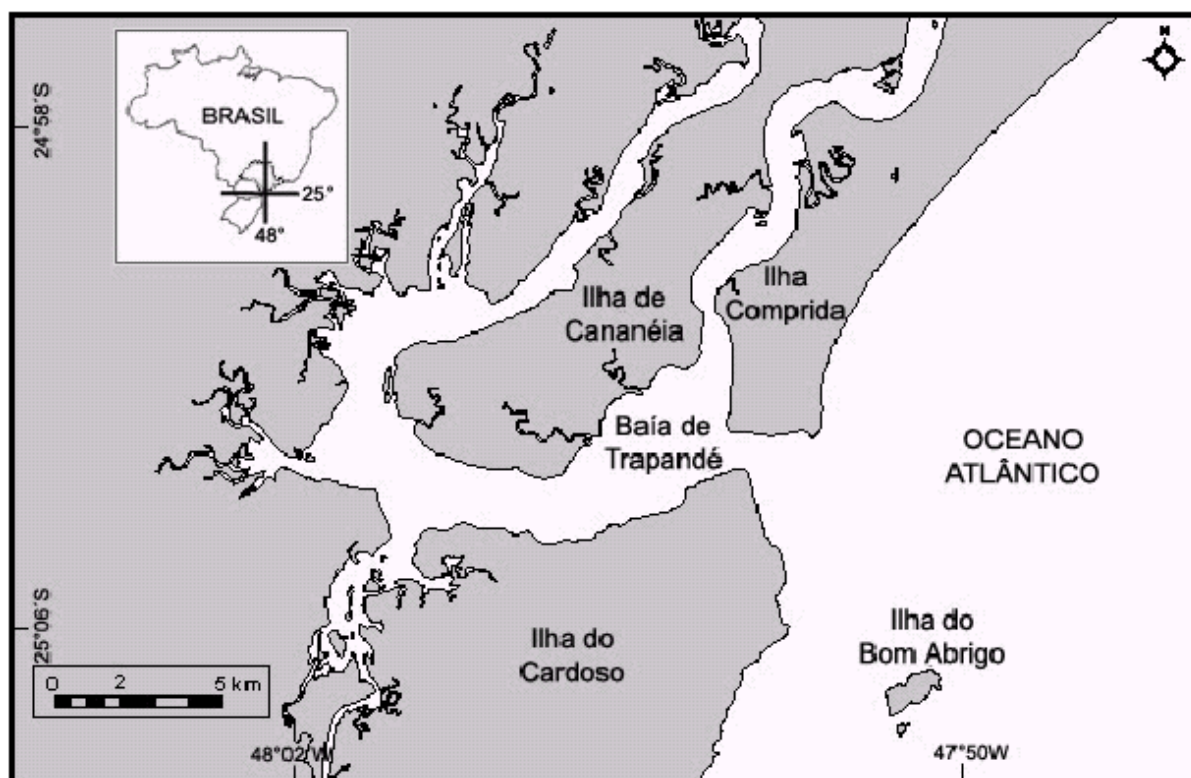 N
24°58´S
BRASIL
25°
48°
Ilha de
Cananéia
Ilha
Comprida
Baía de
Trapandé
OCEANO
ATLÂNTICO
25°06´S
Ilha do
Cardoso
Ilha do
Bom Abrigo
0 2 5 km
48°02´W
47°50´W